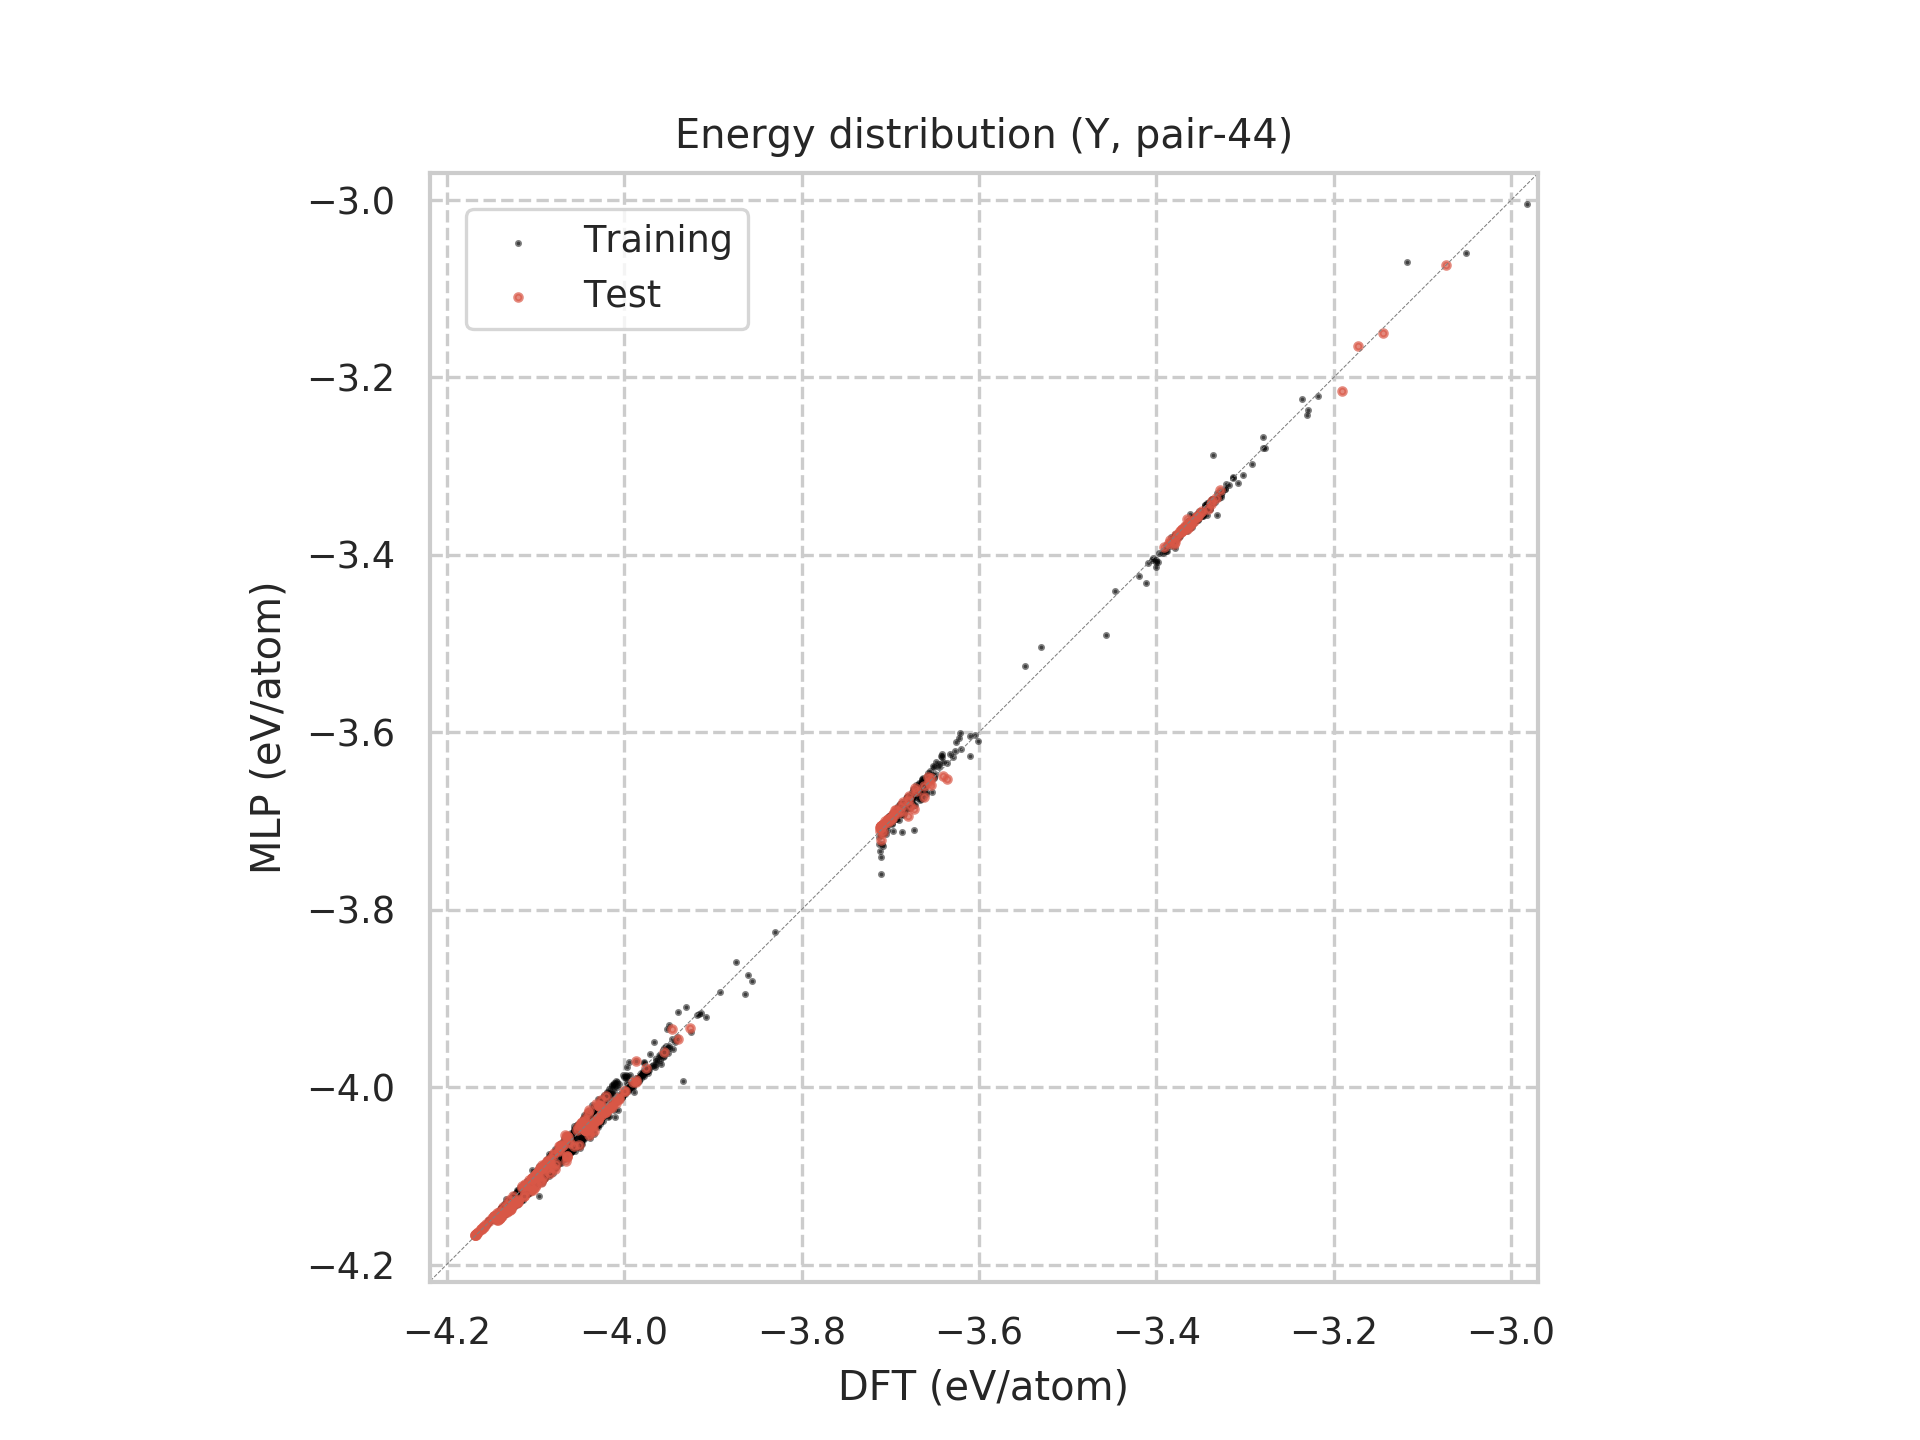 Energy distribution (Y, pair-44)
Training
Test
−3.0
−3.2
−3.4
−3.6
−3.8
−4.0
−4.2
MLP (eV/atom)
−4.2 −4.0 −3.8 −3.6 −3.4 −3.2 −3.0
DFT (eV/atom)